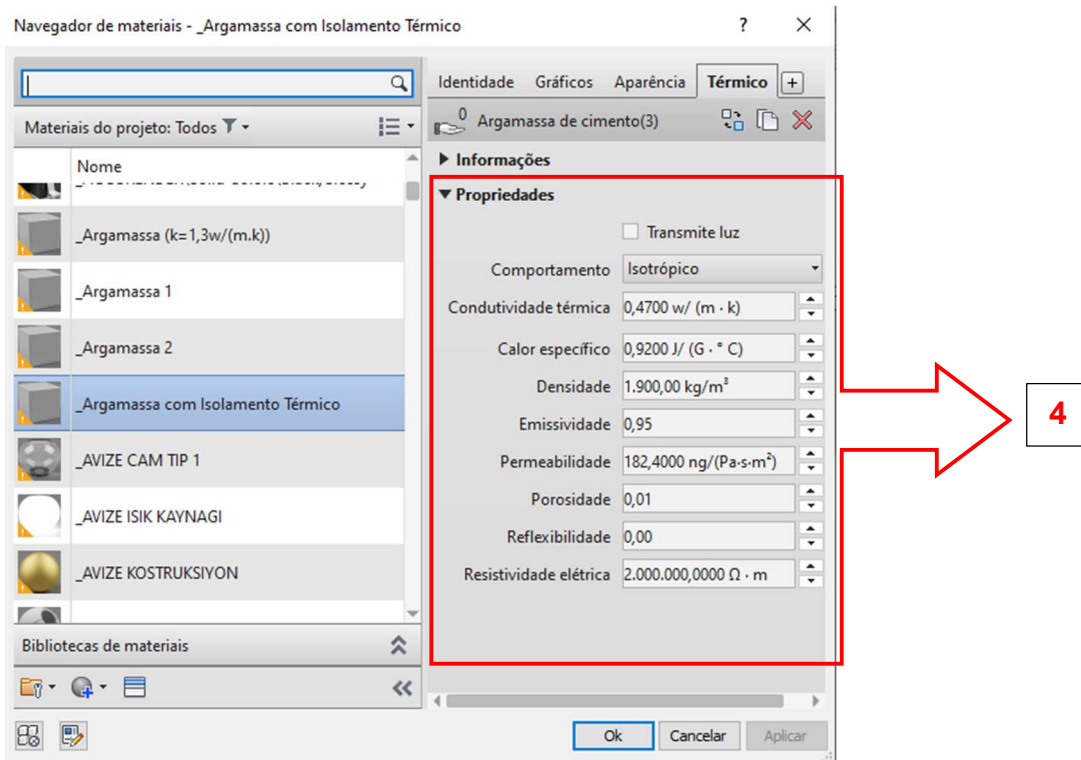 Navegador de materiais - _Argamassa com Isolamento Térmico
?
Identidade Gráficos Aparência Térmico +
Materiais do projeto: Todos
0 Argamassa de cimento(3)
Nome
_Argamassa (k=1,3w/(m.k))
_Argamassa 1
_Argamassa 2
_Argamassa com Isolamento Térmico
_AVIZE CAM TIP 1
_AVIZE ISIK KAYNAGI
_AVIZE KOSTRUKSIYON
Bibliotecas de materiais
Informações
Propriedades
Transmite luz
Comportamento Isotrópico
Condutividade térmica 0,4700 w/ (m · k)
Calor específico 0,9200 J/ (G · ° C)
Densidade 1.900,00 kg/m³
Emissividade 0,95
Permeabilidade 182,4000 ng/(Pa·s·m²)
Porosidade 0,01
Reflexibilidade 0,00
Resistividade elétrica 2.000.000,0000 Ω · m
Ok Cancelar Aplicar
4